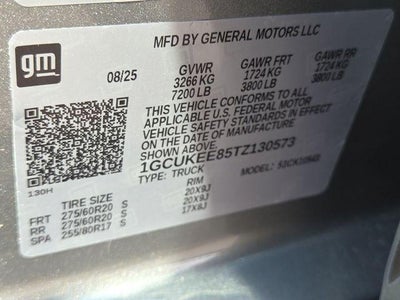 MFD BY GENERAL MOTORS LLC
gm
08/25
GVWR GAWR FRT GAWR RR
3266 KG 1724 KG 1724 KG
7200 LB 3800 LB 3800 LB
THIS VEHICLE CONFORMS TO ALL
APPLICABLE U.S. FEDERAL MOTOR
VEHICLE SAFETY STANDARDS IN EFFECT
ON THE DATE OF MANUFACTURE
SHOWN ABOVE.
1GCUKEE85TZ130573
TYPE: TRUCK MODEL:
130H
TIRE SIZE RIM
FRT 275/60R20 S 20X9J
RR 275/60R20 S 20X9J
SPA 255/80R17 S 17X8J